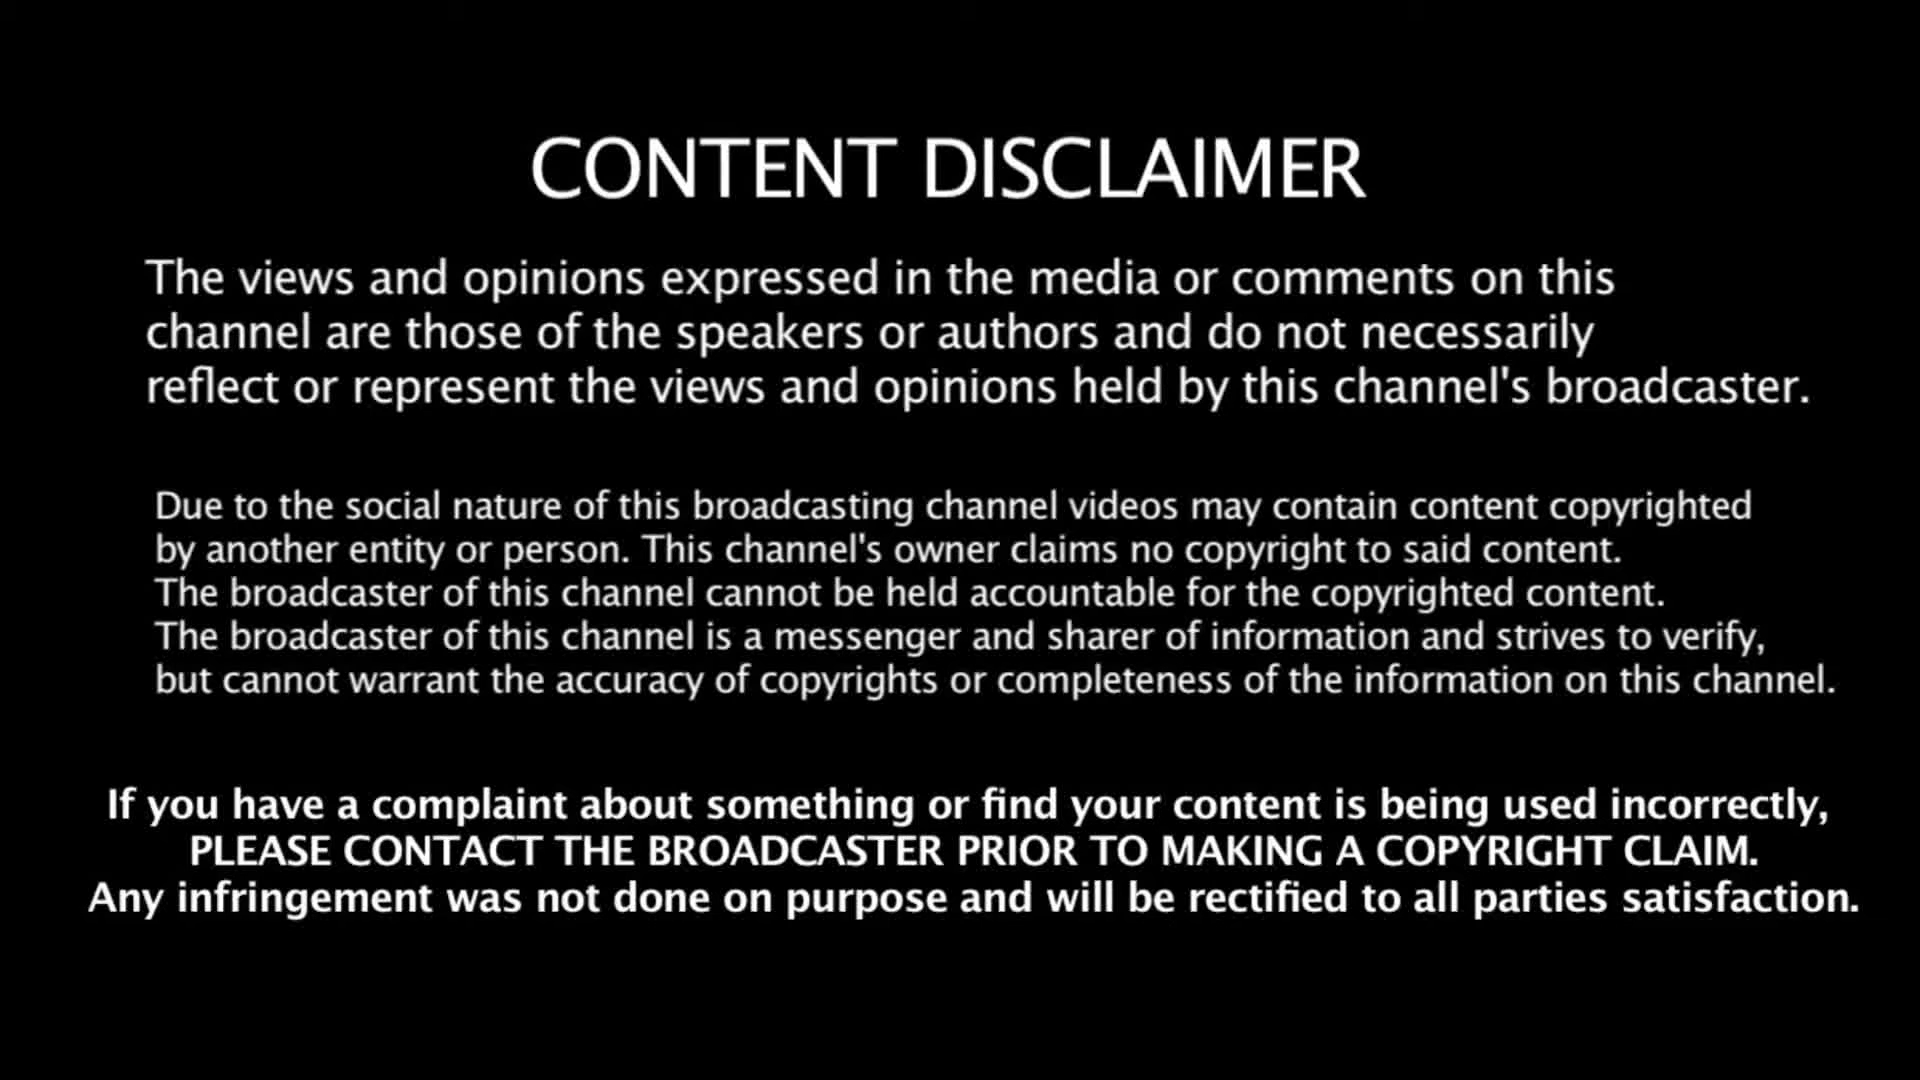 CONTENT DISCLAIMER
The views and opinions expressed in the media or comments on this
channel are those of the speakers or authors and do not necessarily
reflect or represent the views and opinions held by this channel's broadcaster.
Due to the social nature of this broadcasting channel videos may contain content copyrighted
by another entity or person. This channel's owner claims no copyright to said content.
The broadcaster of this channel cannot be held accountable for the copyrighted content.
The broadcaster of this channel is a messenger and sharer of information and strives to verify,
but cannot warrant the accuracy of copyrights or completeness of the information on this channel.
If you have a complaint about something or find your content is being used incorrectly,
PLEASE CONTACT THE BROADCASTER PRIOR TO MAKING A COPYRIGHT CLAIM.
Any infringement was not done on purpose and will be rectified to all parties satisfaction.